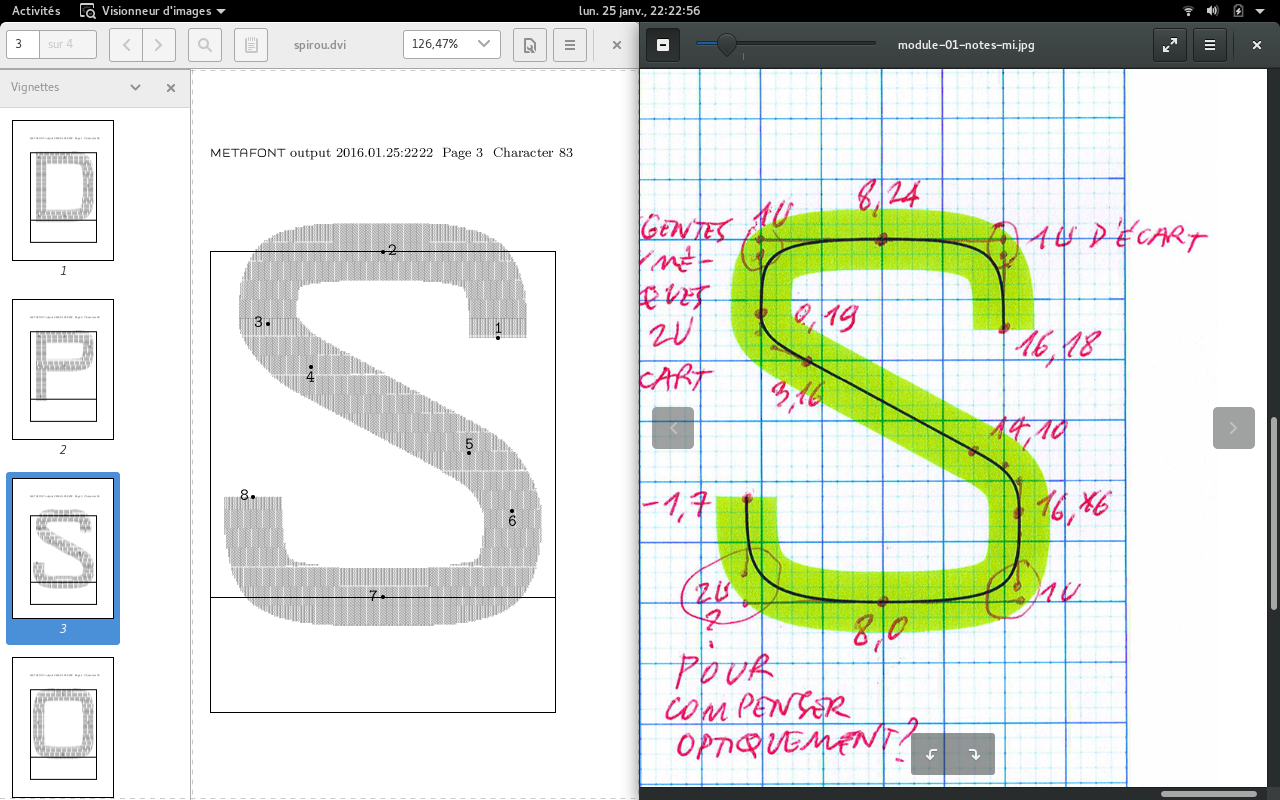 Activités
Visionneur d'images
lun. 25 janv., 22:22:56
3
sur 4
spirou.dvi
126,47%
module-01-notes-mi.jpg
Vignettes
1
2
3
METAFONT output 2016.01.25:2222 Page 3 Character 83
2
3
1
4
5
8
6
7
8,24
1U
GENTES
1U D'ÉCART
QUES
0,19
2U
16,18
CART
3,16
14,10
-1,7
2U
?
1U
8,0
POUR
COMPENSER
OPTIQUEMENT?